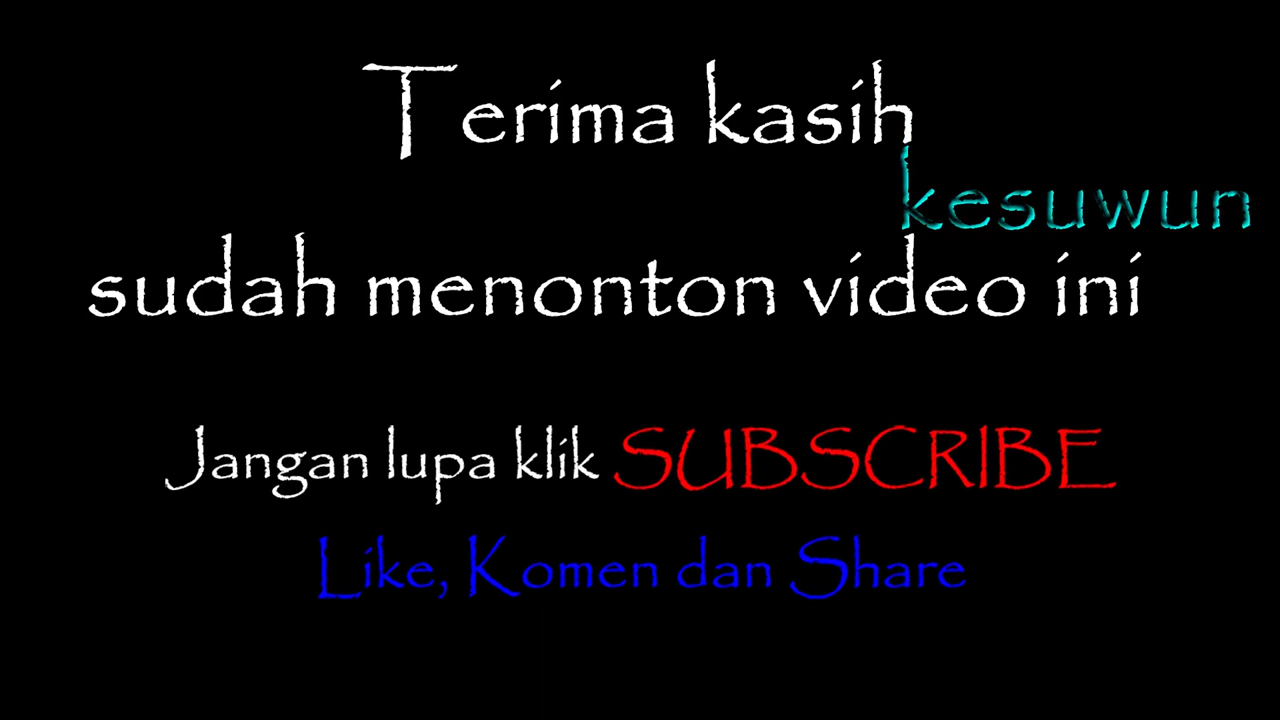 Terima kasih
kesuwun
sudah menonton video ini
Jangan lupa klik SUBSCRIBE
Like, Komen dan Share